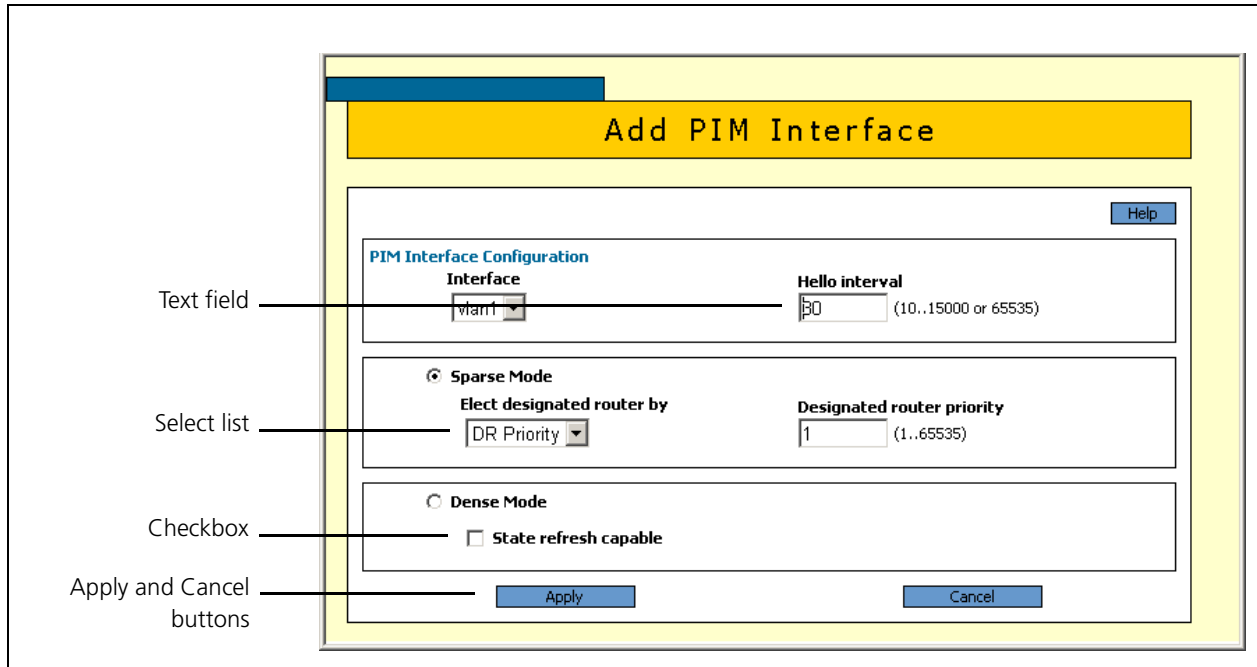 Add PIM Interface
Help
PIM Interface Configuration
Interface
Hello interval
Text field
vlan1
30 (10..15000 or 65535)
Sparse Mode
Elect designated router by
Designated router priority
Select list
DR Priority
1 (1..65535)
Dense Mode
Checkbox
State refresh capable
Apply and Cancel
buttons
Apply
Cancel